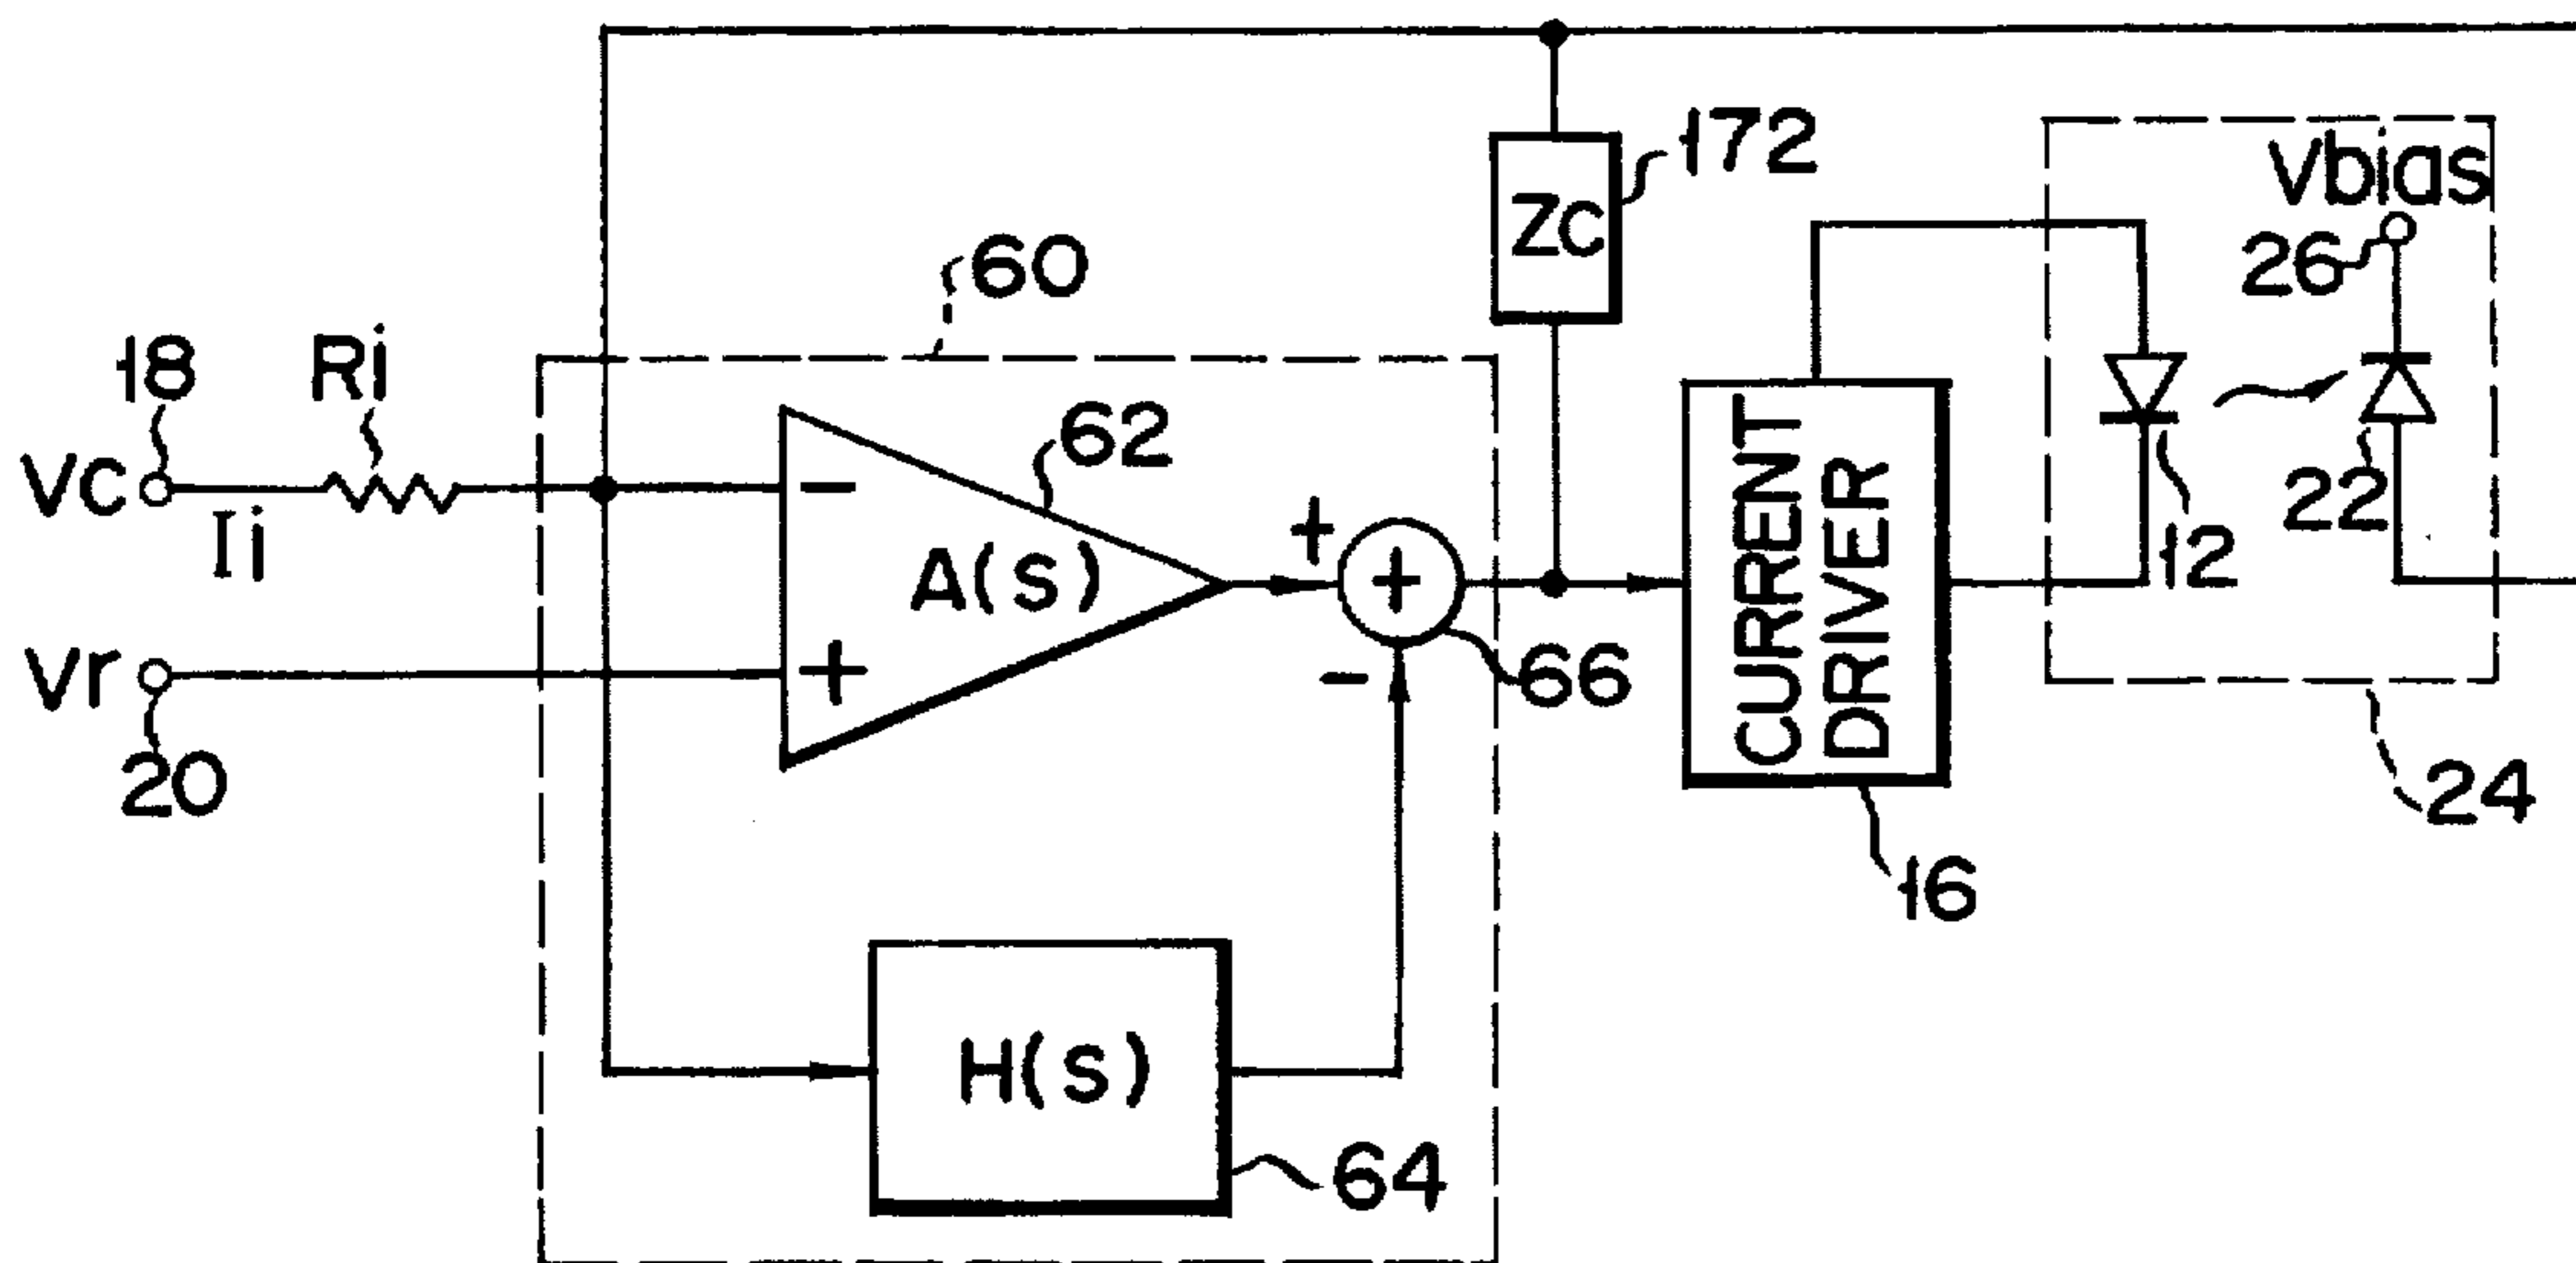 172
ZC
Vbias
26
60
18
Ri
62
VC
Ii
-
+
A(S)
+
+
22
12
Vr
20
-
66
CURRENT
DRIVER
24
16
H(S)
64